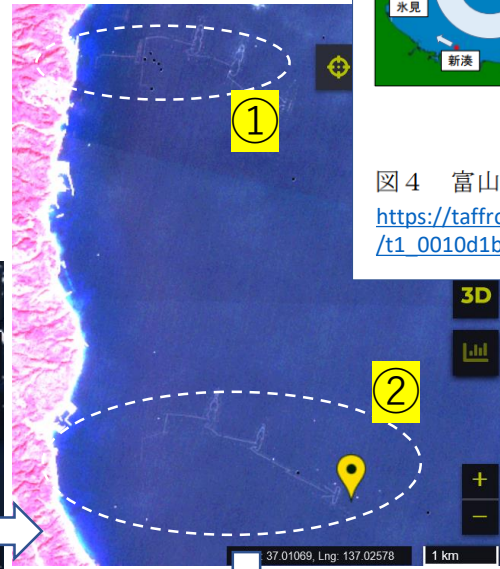 氷見
新湊
①
図４　富山
https://taffrc
/t1_0010d1b
3D
②
+
−
37.01069, Lng: 137.02578
1 km